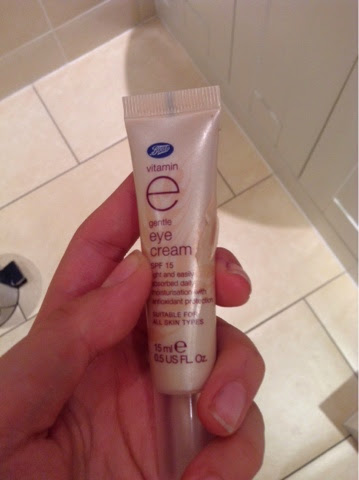 Boots
vitamin
e
gentle
eye
cream
SPF 15
light and easily
absorbed daily
moisturisation with
antioxidant protection
SUITABLE FOR
ALL SKIN TYPES
15 ml e
0.5 US FL. Oz.